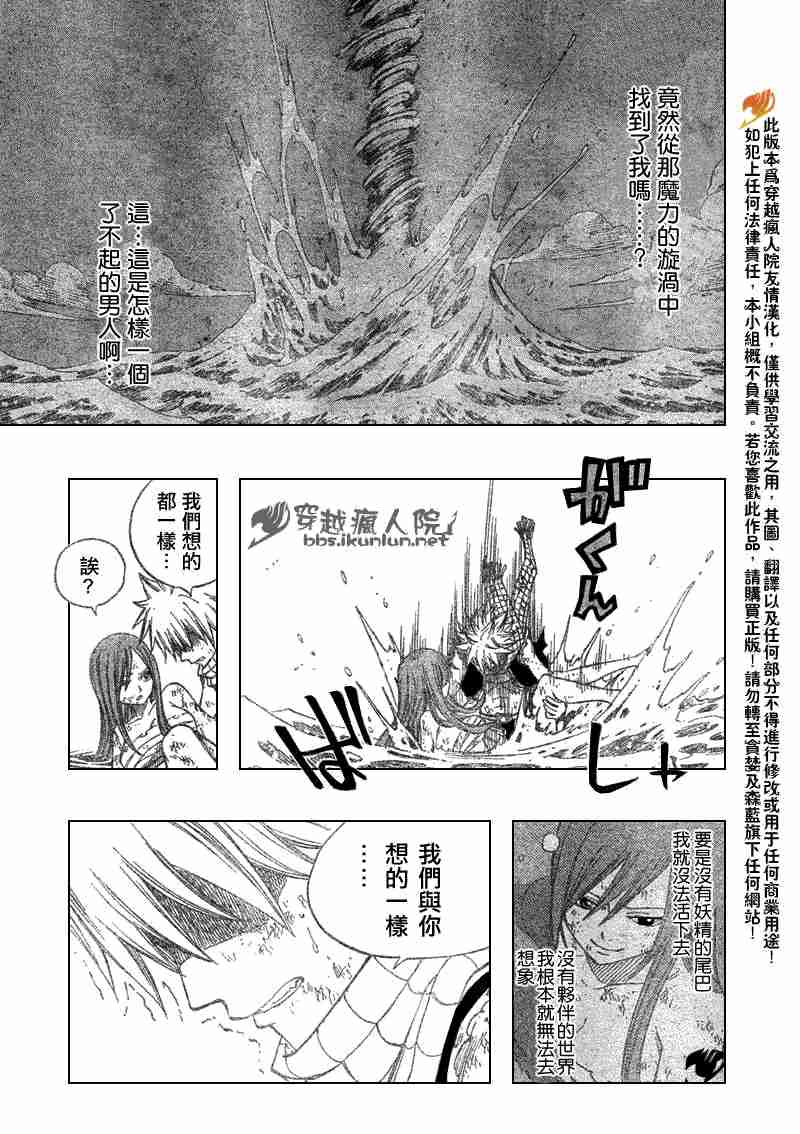 竟然從那魔力的漩渦中
找到了我嗎……?
這…這是怎樣一個
了不起的男人啊…
ガ
くん
ばしゃ
穿越瘋人院
bbs.ikunlun.net
我們想的
都一樣…
誒?
要是沒有妖精的尾巴
我就沒法活下去
沒有夥伴的世界
我根本就無法去
想象
我們與你
想的一樣
……
此版本爲穿越瘋人院友情漢化，僅供學習交流之用，其圖、翻譯以及任何部分不得進行修改或用于任何商業用途！
如犯上任何法律責任，本小組概不負責。若您喜歡此作品，請購買正版！請勿轉至貪婪及森藍旗下任何網站！